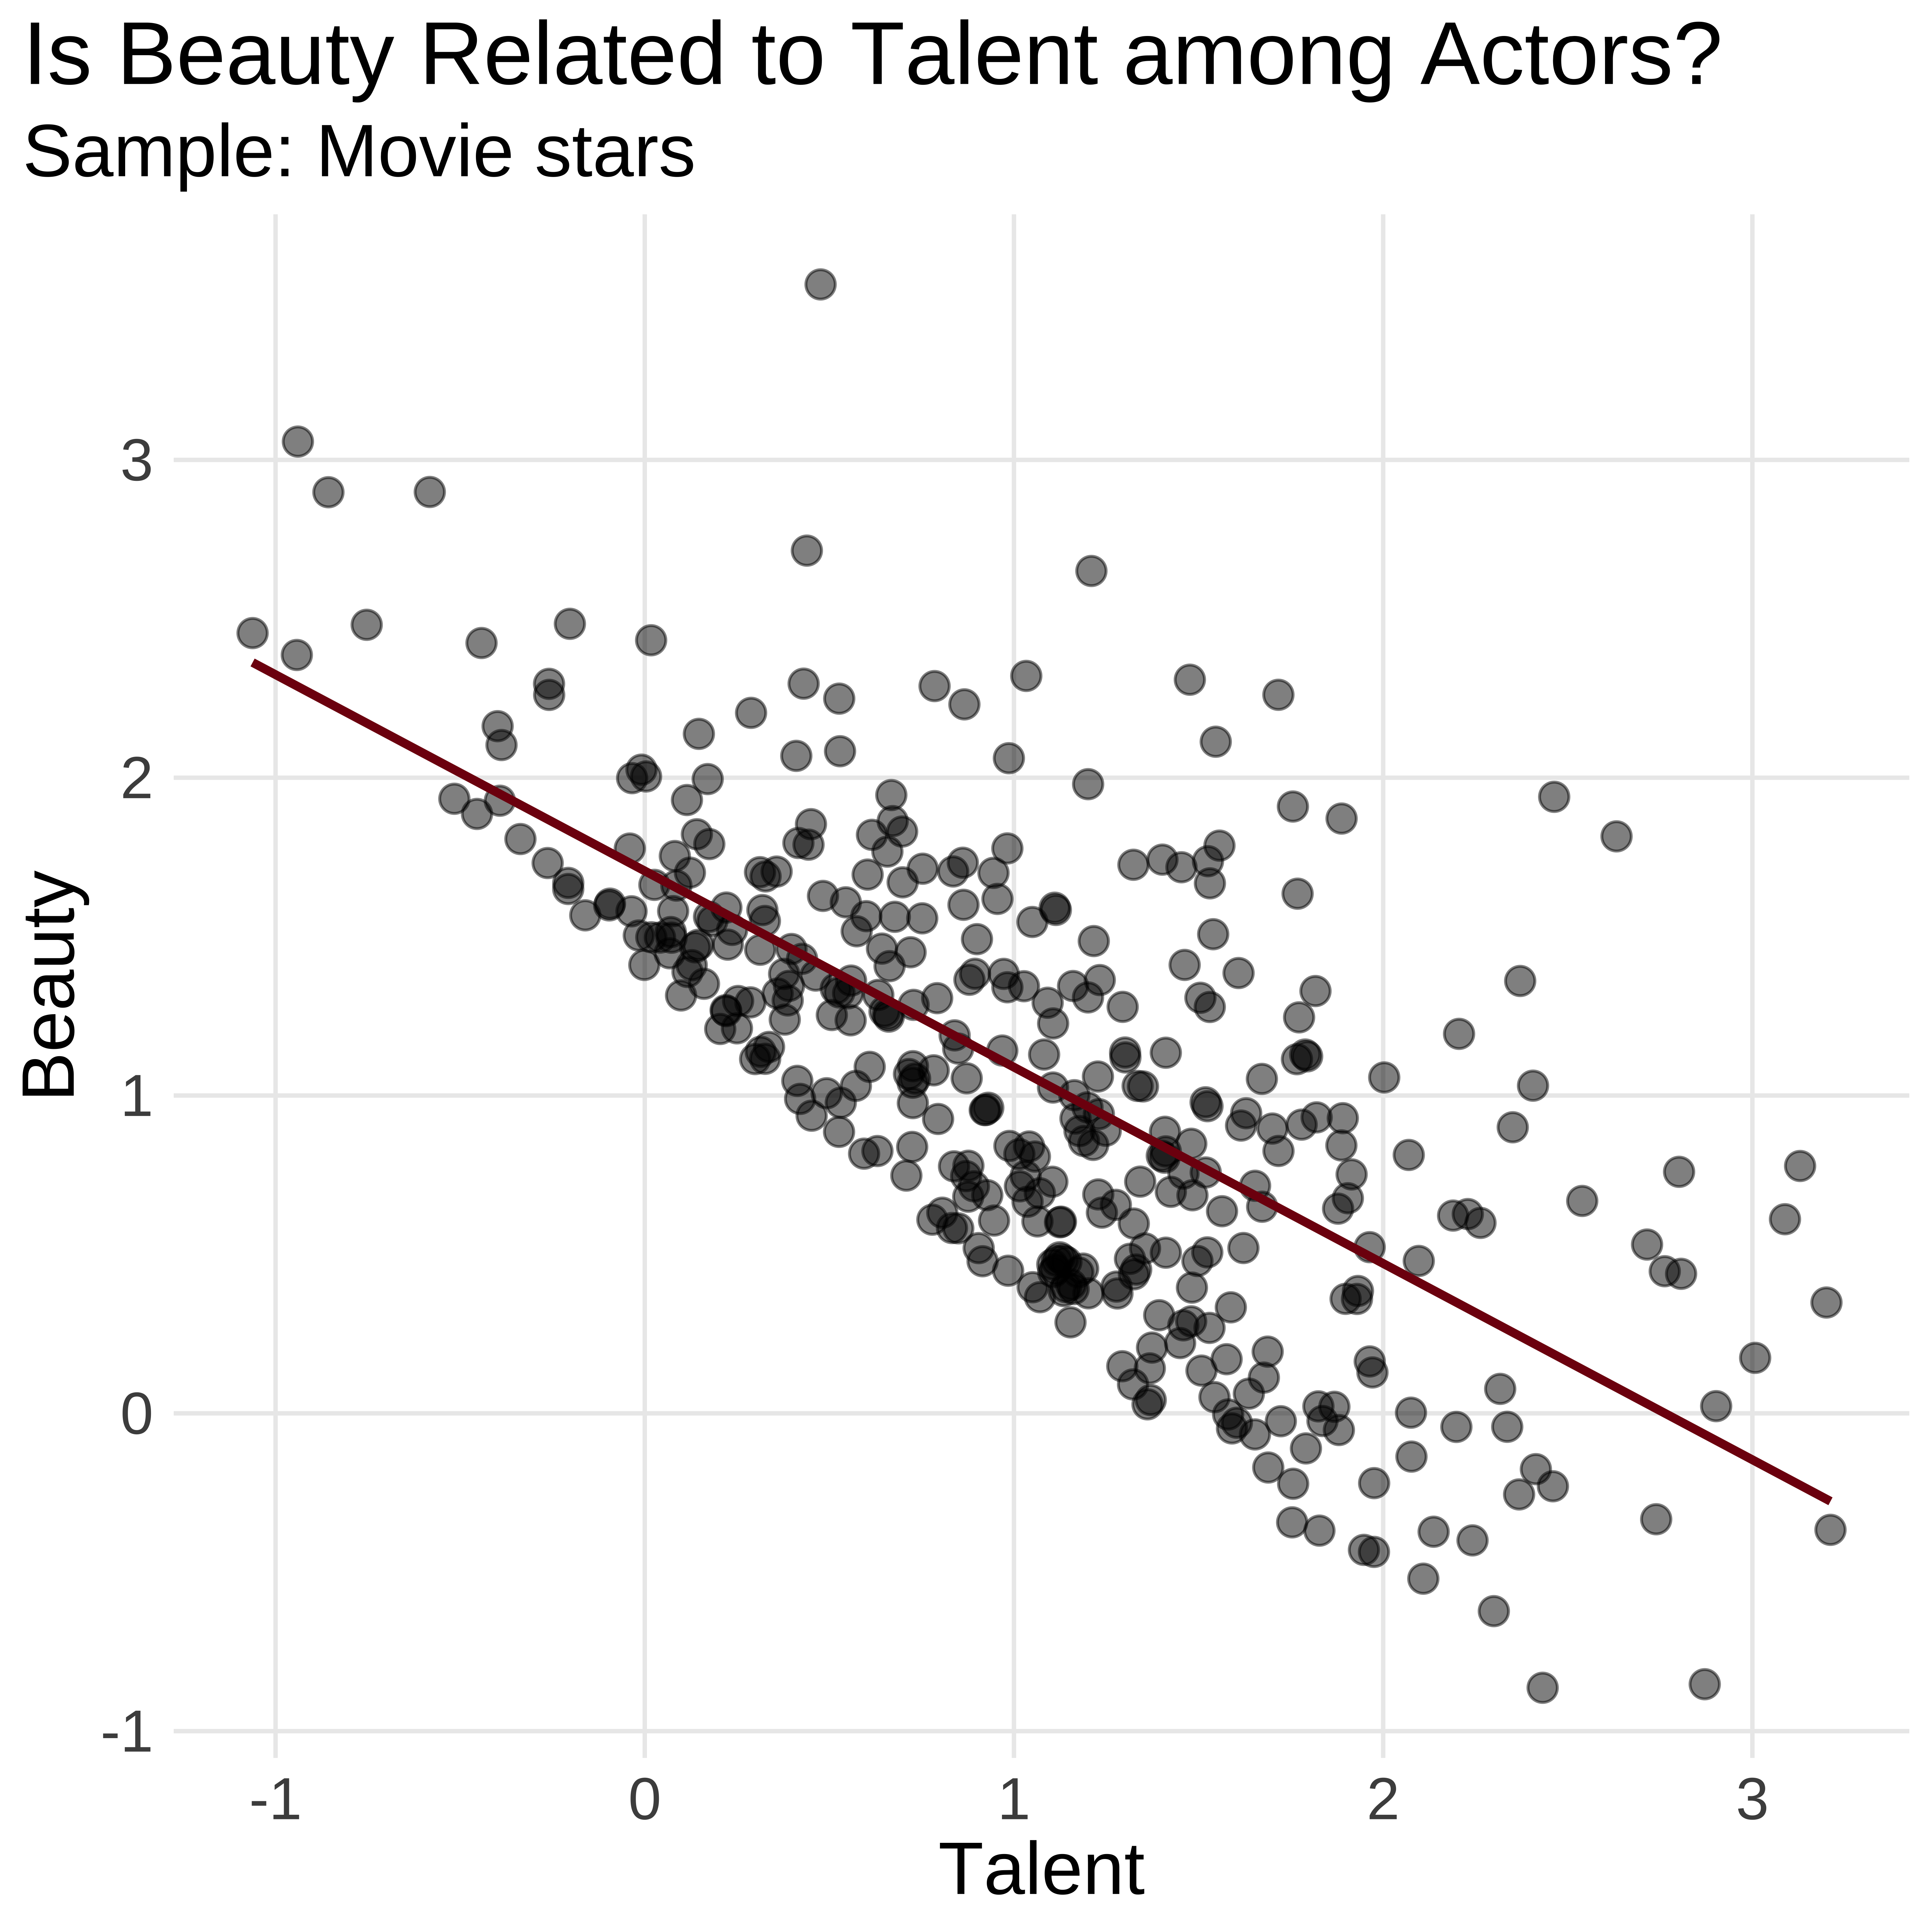 Is Beauty Related to Talent among Actors?
Sample: Movie stars
Beauty
3
2
1
0
-1
-1 0 1 2 3
Talent